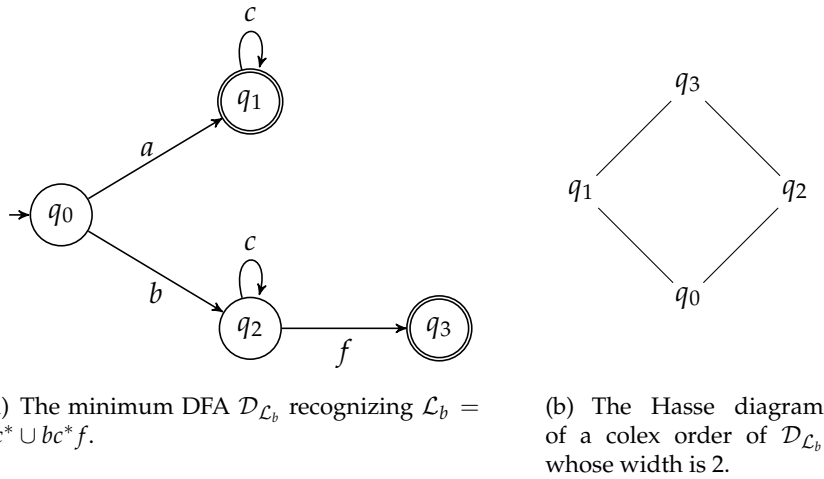 c
q1
a
q0
b
c
q2
f
q3
q3
q1
q2
q0
) The minimum DFA 𝒟ℒb recognizing ℒb =
c* ∪ bc* f.
(b) The Hasse diagram
of a colex order of 𝒟ℒb
whose width is 2.